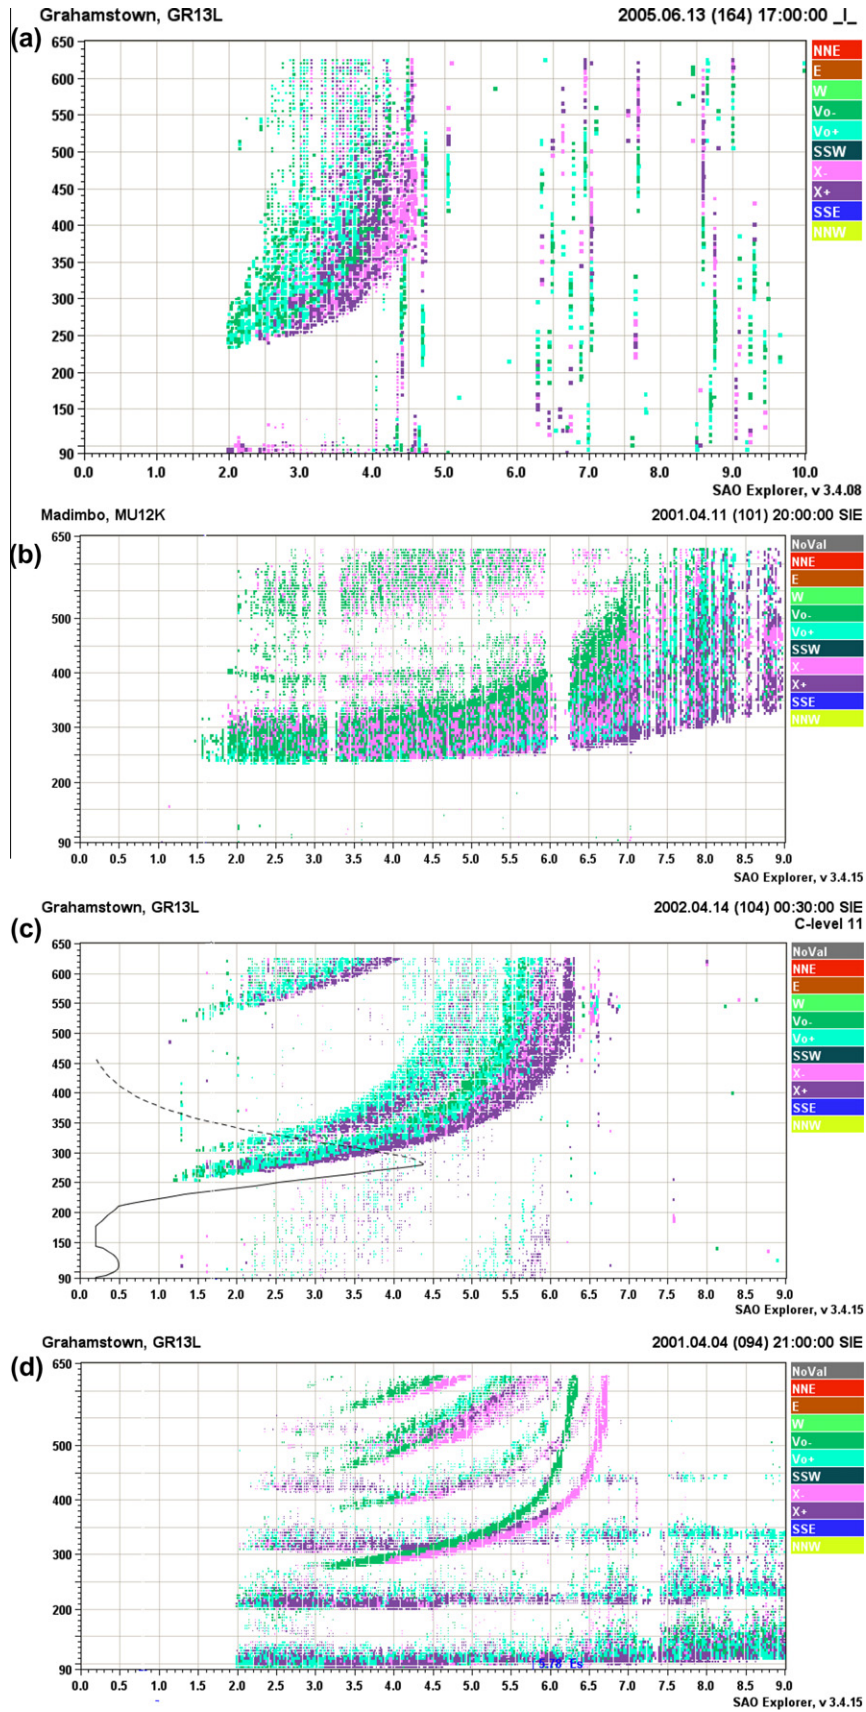 Grahamstown, GR13L 2005.06.13 (164) 17:00:00 _I_
(a)
650
600
550
500
450
400
350
300
250
200
150
90
0.0 1.0 2.0 3.0 4.0 5.0 6.0 7.0 8.0 9.0 10.0
NNE
E
W
Vo-
Vo+
SSW
X-
X+
SSE
NNW
SAO Explorer, v 3.4.08
Madimbo, MU12K 2001.04.11 (101) 20:00:00 SIE
(b)
650
500
400
300
200
90
0.0 0.5 1.0 1.5 2.0 2.5 3.0 3.5 4.0 4.5 5.0 5.5 6.0 6.5 7.0 7.5 8.0 8.5 9.0
NoVal
NNE
E
W
Vo-
Vo+
SSW
X-
X+
SSE
NNW
SAO Explorer, v 3.4.15
Grahamstown, GR13L 2002.04.14 (104) 00:30:00 SIE
C-level 11
(c)
650
600
550
500
450
400
350
300
250
200
150
90
0.0 0.5 1.0 1.5 2.0 2.5 3.0 3.5 4.0 4.5 5.0 5.5 6.0 6.5 7.0 7.5 8.0 8.5 9.0
NoVal
NNE
E
W
Vo-
Vo+
SSW
X-
X+
SSE
NNW
SAO Explorer, v 3.4.15
Grahamstown, GR13L 2001.04.04 (094) 21:00:00 SIE
(d)
650
500
400
300
200
90
5.78 Es
0.0 0.5 1.0 1.5 2.0 2.5 3.0 3.5 4.0 4.5 5.0 5.5 6.0 6.5 7.0 7.5 8.0 8.5 9.0
NoVal
NNE
E
W
Vo-
Vo+
SSW
X-
X+
SSE
NNW
SAO Explorer, v 3.4.15